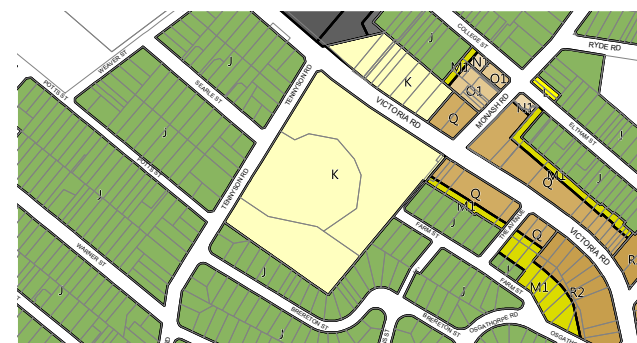 COLLEGE ST
J
RYDE RD
WEAVER ST
J
M1
N
TENNYSON RD
K
O1
O1
POTTS ST
SEARLE ST
J
VICTORIA RD
Q
MONASH RD
N1
ELTHAM ST
J
POTTS ST
K
M1
Q
J
TENNYSON RD
Q
M1
WARNER ST
FARM ST
J
THE AVENUE
Q
VICTORIA RD
J
J
J
J
FARM ST
M1
R2
R
BRERETON ST
BRERETON ST
OSGATHORPE RD
J